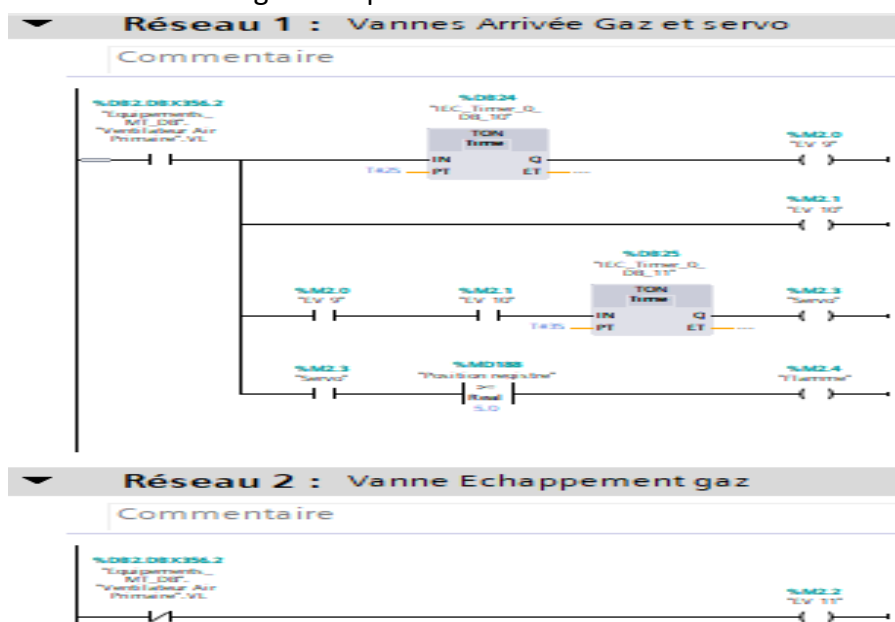 Réseau 1 : Vannes Arrivée Gaz et servo
Commentaire
%DB2.DBX356.2
"Equipements_
MT_DB".
"Ventilateur Air
Primaire".VL
%DB24
"IEC_Timer_0_
DB_10"
TON
Time
IN Q
PT ET
%M2.0
"EV 9"
%M2.1
"EV 10"
%DB25
"IEC_Timer_0_
DB_11"
TON
Time
%M2.0
"EV 9"
%M2.1
"EV 10"
IN Q
PT ET
%M2.3
"Servo"
%M2.3
"Servo"
%MD188
"Position registre"
>=
Real
5.0
%M2.4
"Flamme"
Réseau 2 : Vanne Echappement gaz
Commentaire
%DB2.DBX356.2
"Equipements_
MT_DB".
"Ventilateur Air
Primaire".VL
%M2.2
"EV 11"